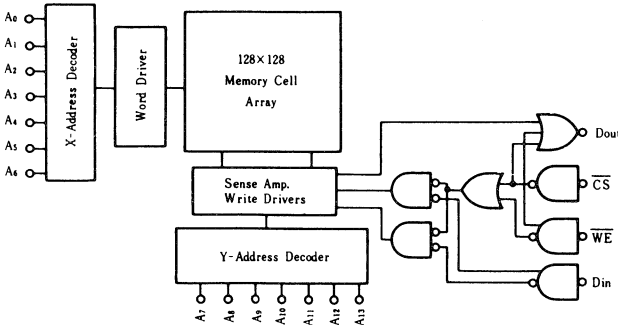 A0
A1
A2
A3
A4
A5
A6
X-Address Decoder
Word Driver
128×128
Memory Cell
Array
Sense Amp.
Write Drivers
Y-Address Decoder
A7
A8
A9
A10
A11
A12
A13
Dout
CS
WE
Din